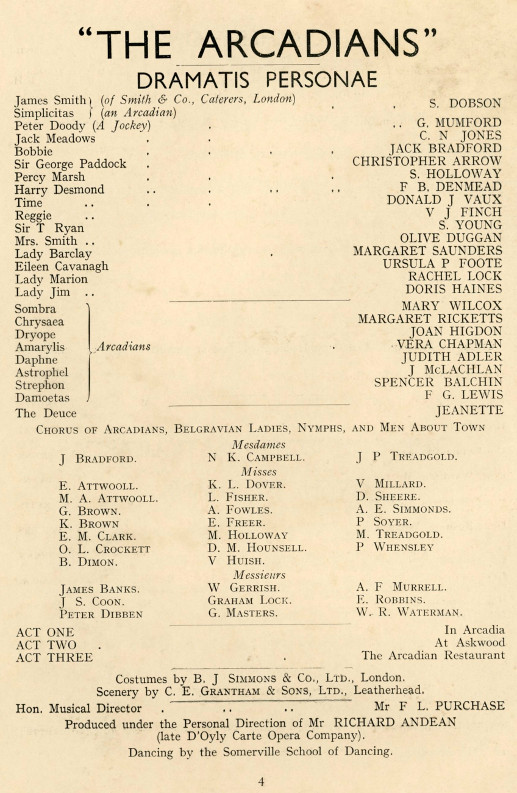 “THE ARCADIANS”
DRAMATIS PERSONAE
James Smith } (of Smith & Co., Caterers, London)
Simplicitas } (an Arcadian) . . S. DOBSON
Peter Doody (A Jockey) . .. G. MUMFORD
Jack Meadows . . C. N JONES
Bobbie . . . . JACK BRADFORD
Sir George Paddock . . CHRISTOPHER ARROW
Percy Marsh . . . . S. HOLLOWAY
Harry Desmond .. .. .. .. F B. DENMEAD
Time .. . . DONALD J VAUX
Reggie .. V J FINCH
Sir T Ryan S. YOUNG
Mrs. Smith .. OLIVE DUGGAN
Lady Barclay . MARGARET SAUNDERS
Eileen Cavanagh URSULA P FOOTE
Lady Marion RACHEL LOCK
Lady Jim .. DORIS HAINES
Sombra MARY WILCOX
Chrysaea MARGARET RICKETTS
Dryope JOAN HIGDON
Amarylis } Arcadians . VERA CHAPMAN
Daphne JUDITH ADLER
Astrophel J McLACHLAN
Strephon SPENCER BALCHIN
Damoetas F G. LEWIS
The Deuce JEANETTE
CHORUS OF ARCADIANS, BELGRAVIAN LADIES, NYMPHS, AND MEN ABOUT TOWN
Mesdames
J BRADFORD. N K. CAMPBELL. J P TREADGOLD.
Misses
E. ATTWOOLL. K. L. DOVER. V MILLARD.
M. A. ATTWOOLL. L. FISHER. D. SHEERE.
G. BROWN. A. FOWLES. A. E. SIMMONDS.
K. BROWN E. FREER. P SOYER.
E. M. CLARK. M. HOLLOWAY M. TREADGOLD.
O. L. CROCKETT D. M. HOUNSELL. P WHENSLEY
B. DIMON. V HUISH.
Messieurs
JAMES BANKS. W GERRISH. A. F MURRELL.
J S. COON. GRAHAM LOCK. E. ROBBINS.
PETER DIBBEN G. MASTERS. W. R. WATERMAN.
ACT ONE In Arcadia
ACT TWO . At Askwood
ACT THREE . The Arcadian Restaurant
Costumes by B. J SIMMONS & CO., LTD., London.
Scenery by C. E. GRANTHAM & SONS, LTD., Leatherhead.
Hon. Musical Director . .. .. Mr F L. PURCHASE
Produced under the Personal Direction of Mr RICHARD ANDEAN
(late D'Oyly Carte Opera Company).
Dancing by the Somerville School of Dancing.
4